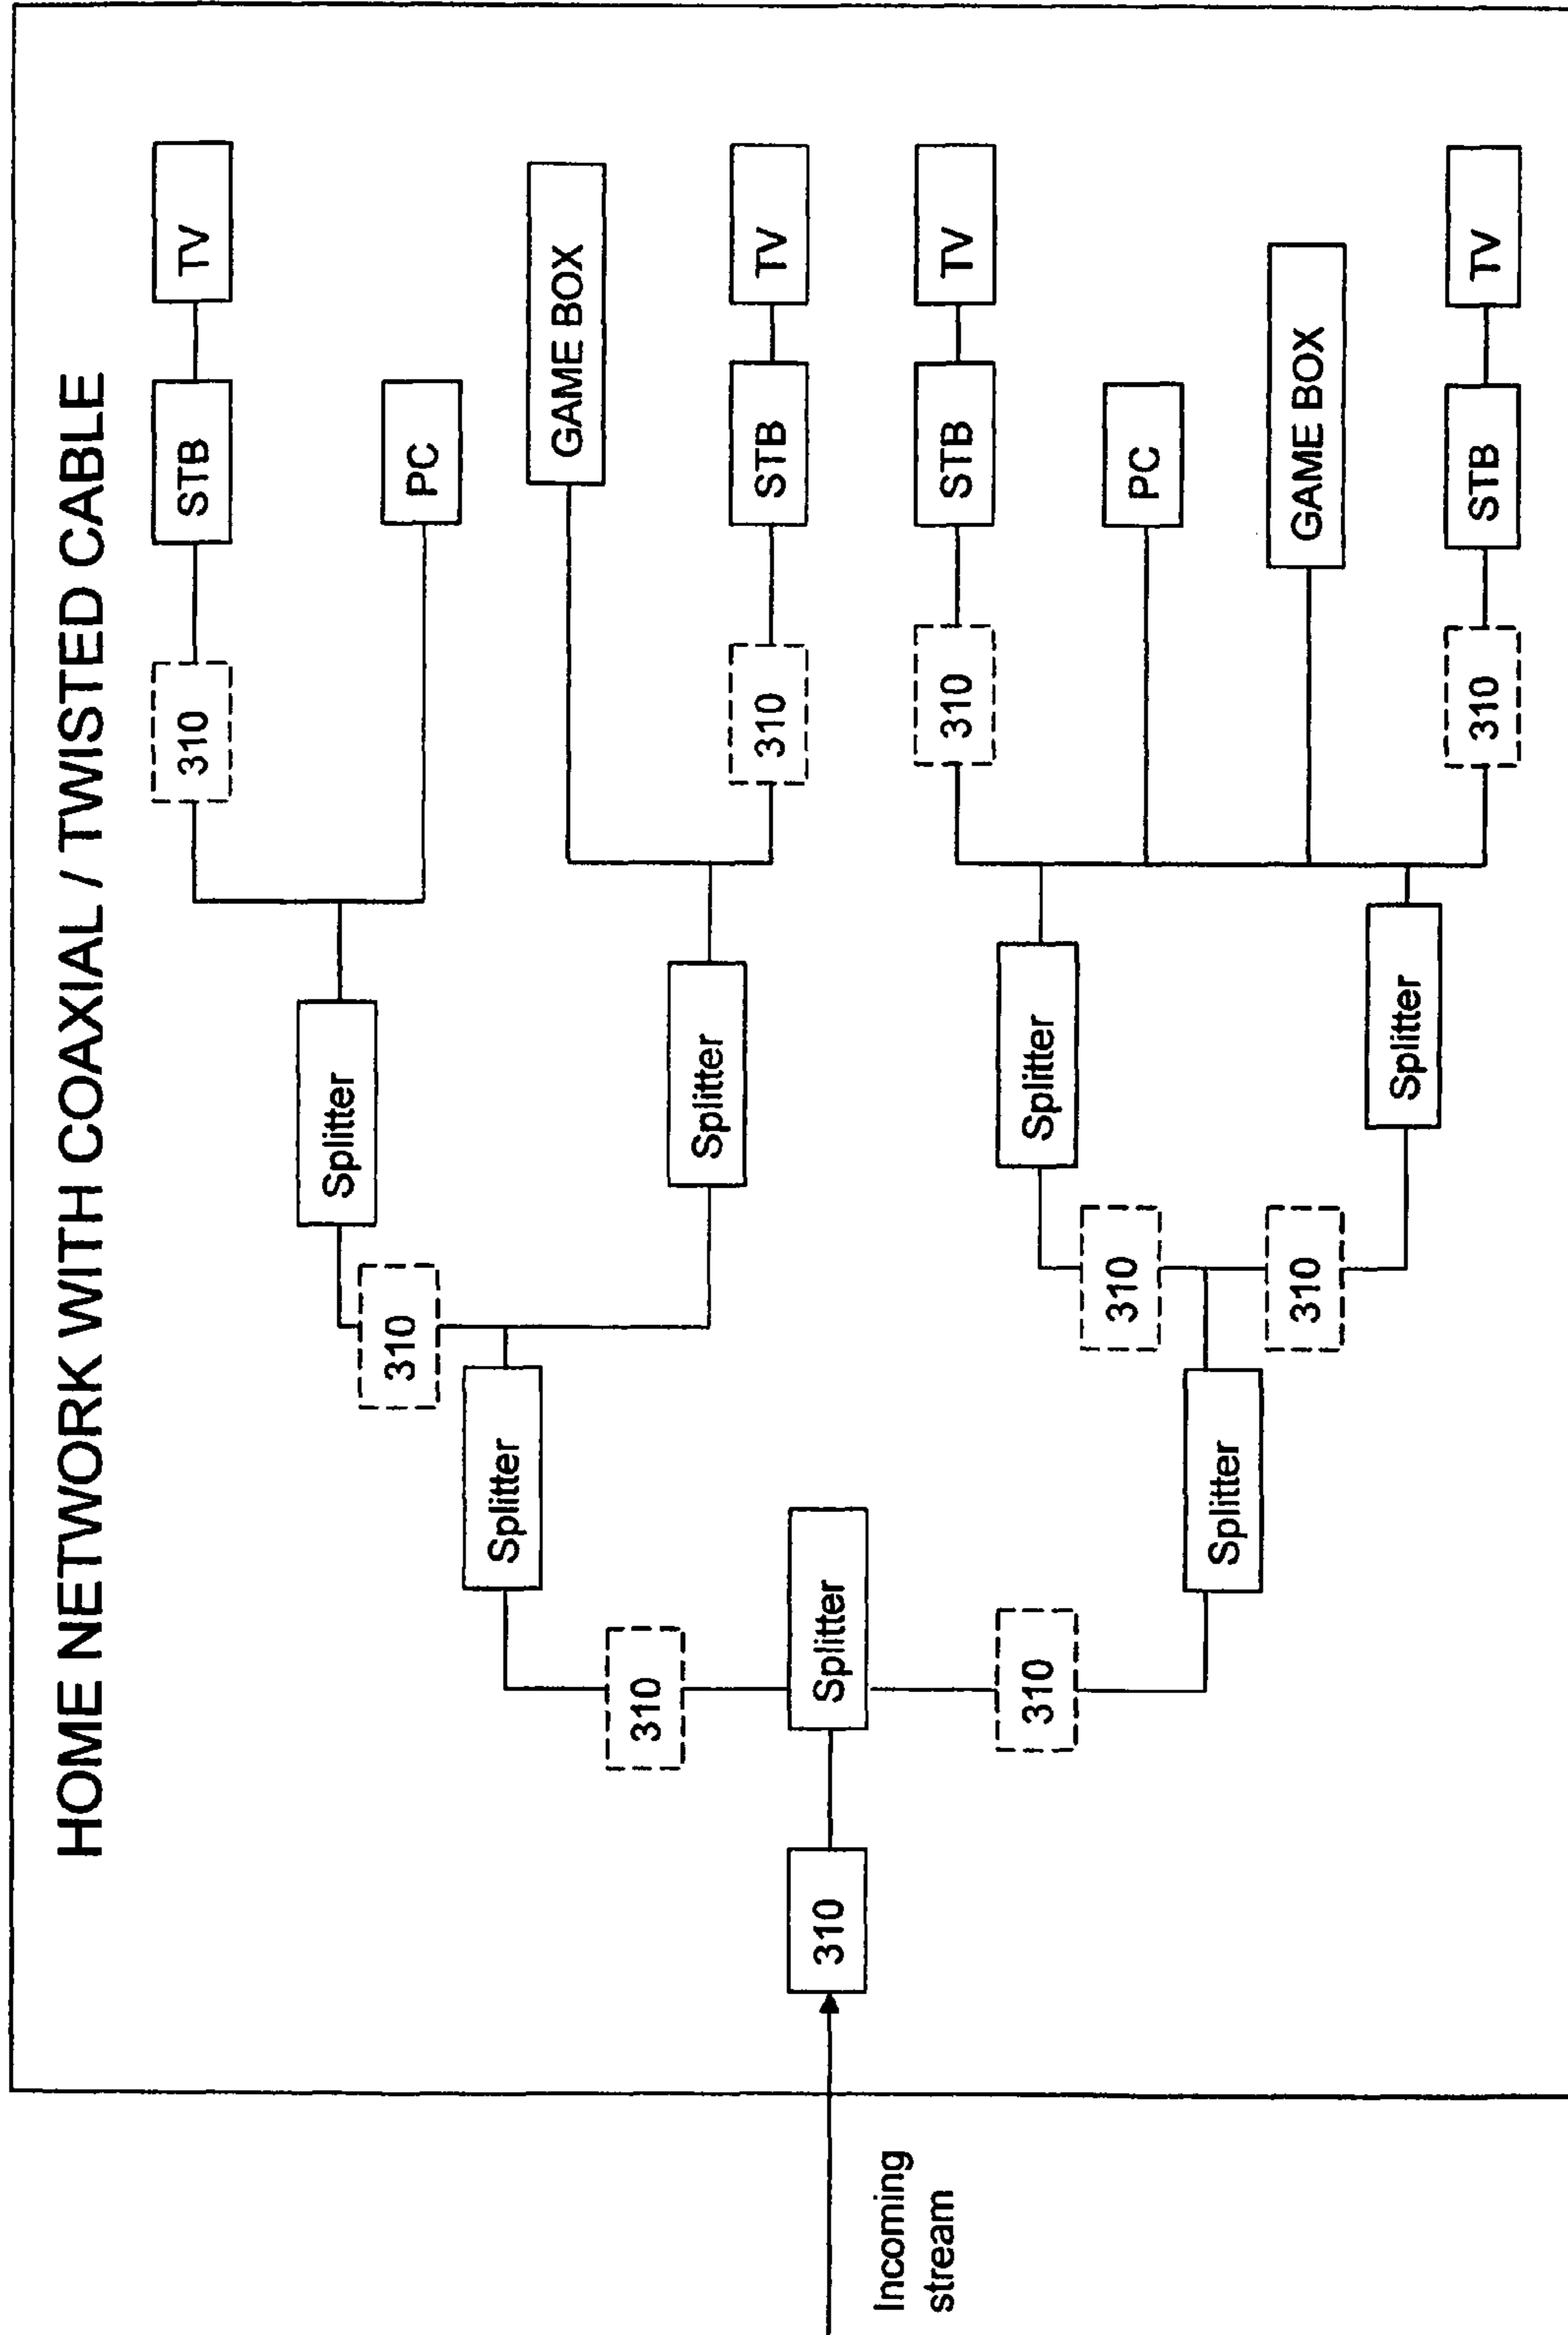 HOME NETWORK WITH COAXIAL / TWISTED CABLE
310
STB
TV
Splitter
PC
310
Splitter
GAME BOX
310
Splitter
310
STB
TV
Incoming
stream
310
Splitter
310
STB
TV
310
Splitter
310
PC
Splitter
310
GAME BOX
Splitter
310
STB
TV